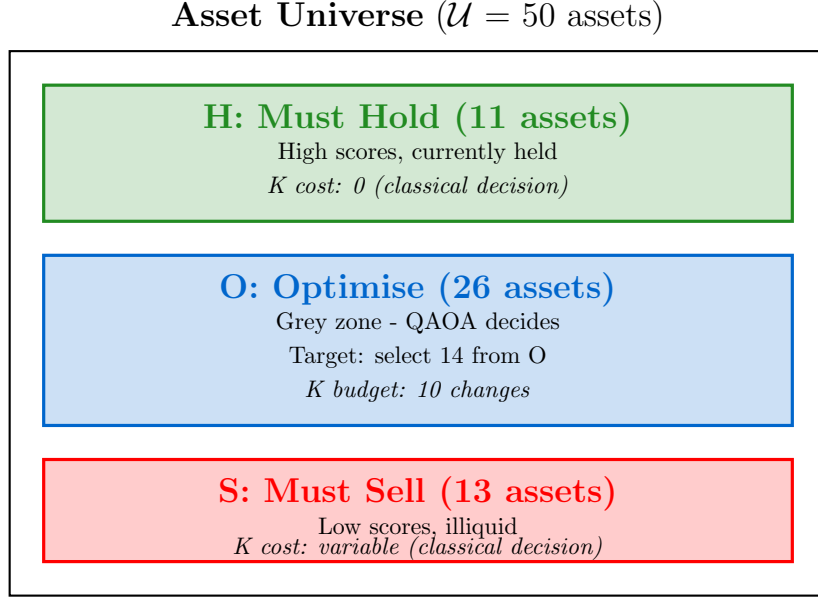 Asset Universe (𝒰 = 50 assets)
H: Must Hold (11 assets)
High scores, currently held
K cost: 0 (classical decision)
O: Optimise (26 assets)
Grey zone - QAOA decides
Target: select 14 from O
K budget: 10 changes
S: Must Sell (13 assets)
Low scores, illiquid
K cost: variable (classical decision)